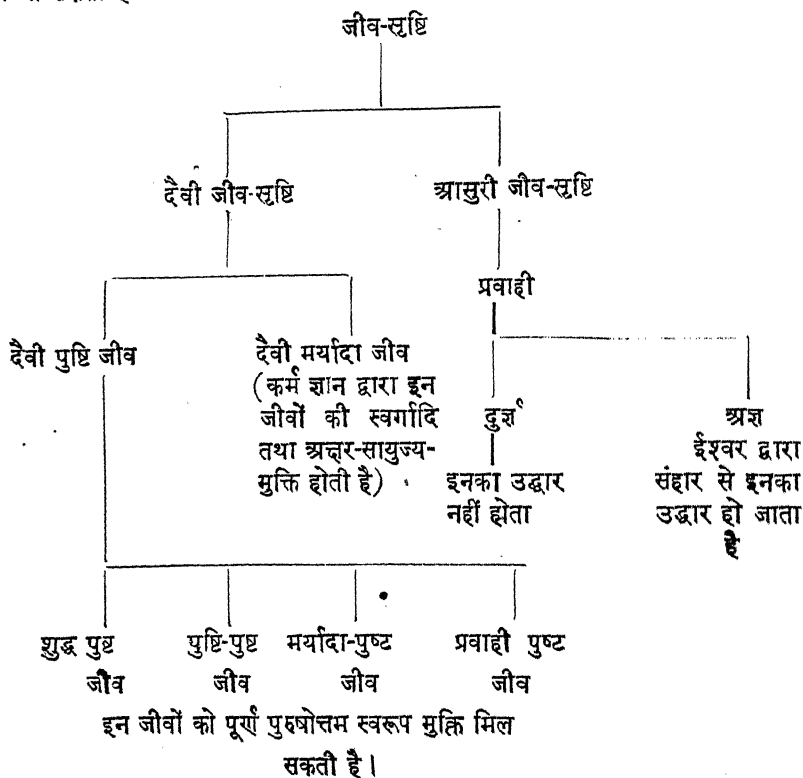 जीव-सृष्टि
दैवी जीव-सृष्टि
आसुरी जीव-सृष्टि
प्रवाही
दैवी पुष्टि जीव
दैवी मर्यादा जीव
(कर्म ज्ञान द्वारा इन
जीवों की स्वर्गादि
तथा अक्षर-सायुज्य-
मुक्ति होती है)
दुर्ज्ञ
इनका उद्धार
नहीं होता
अज्ञ
ईश्वर द्वारा
संहार से इनका
उद्धार हो जाता
है
शुद्ध पुष्ट
जीव
पुष्टि-पुष्ट
जीव
मर्यादा-पुष्ट
जीव
प्रवाही पुष्ट
जीव
इन जीवों को पूर्ण पुरुषोत्तम स्वरूप मुक्ति मिल
सकती है।